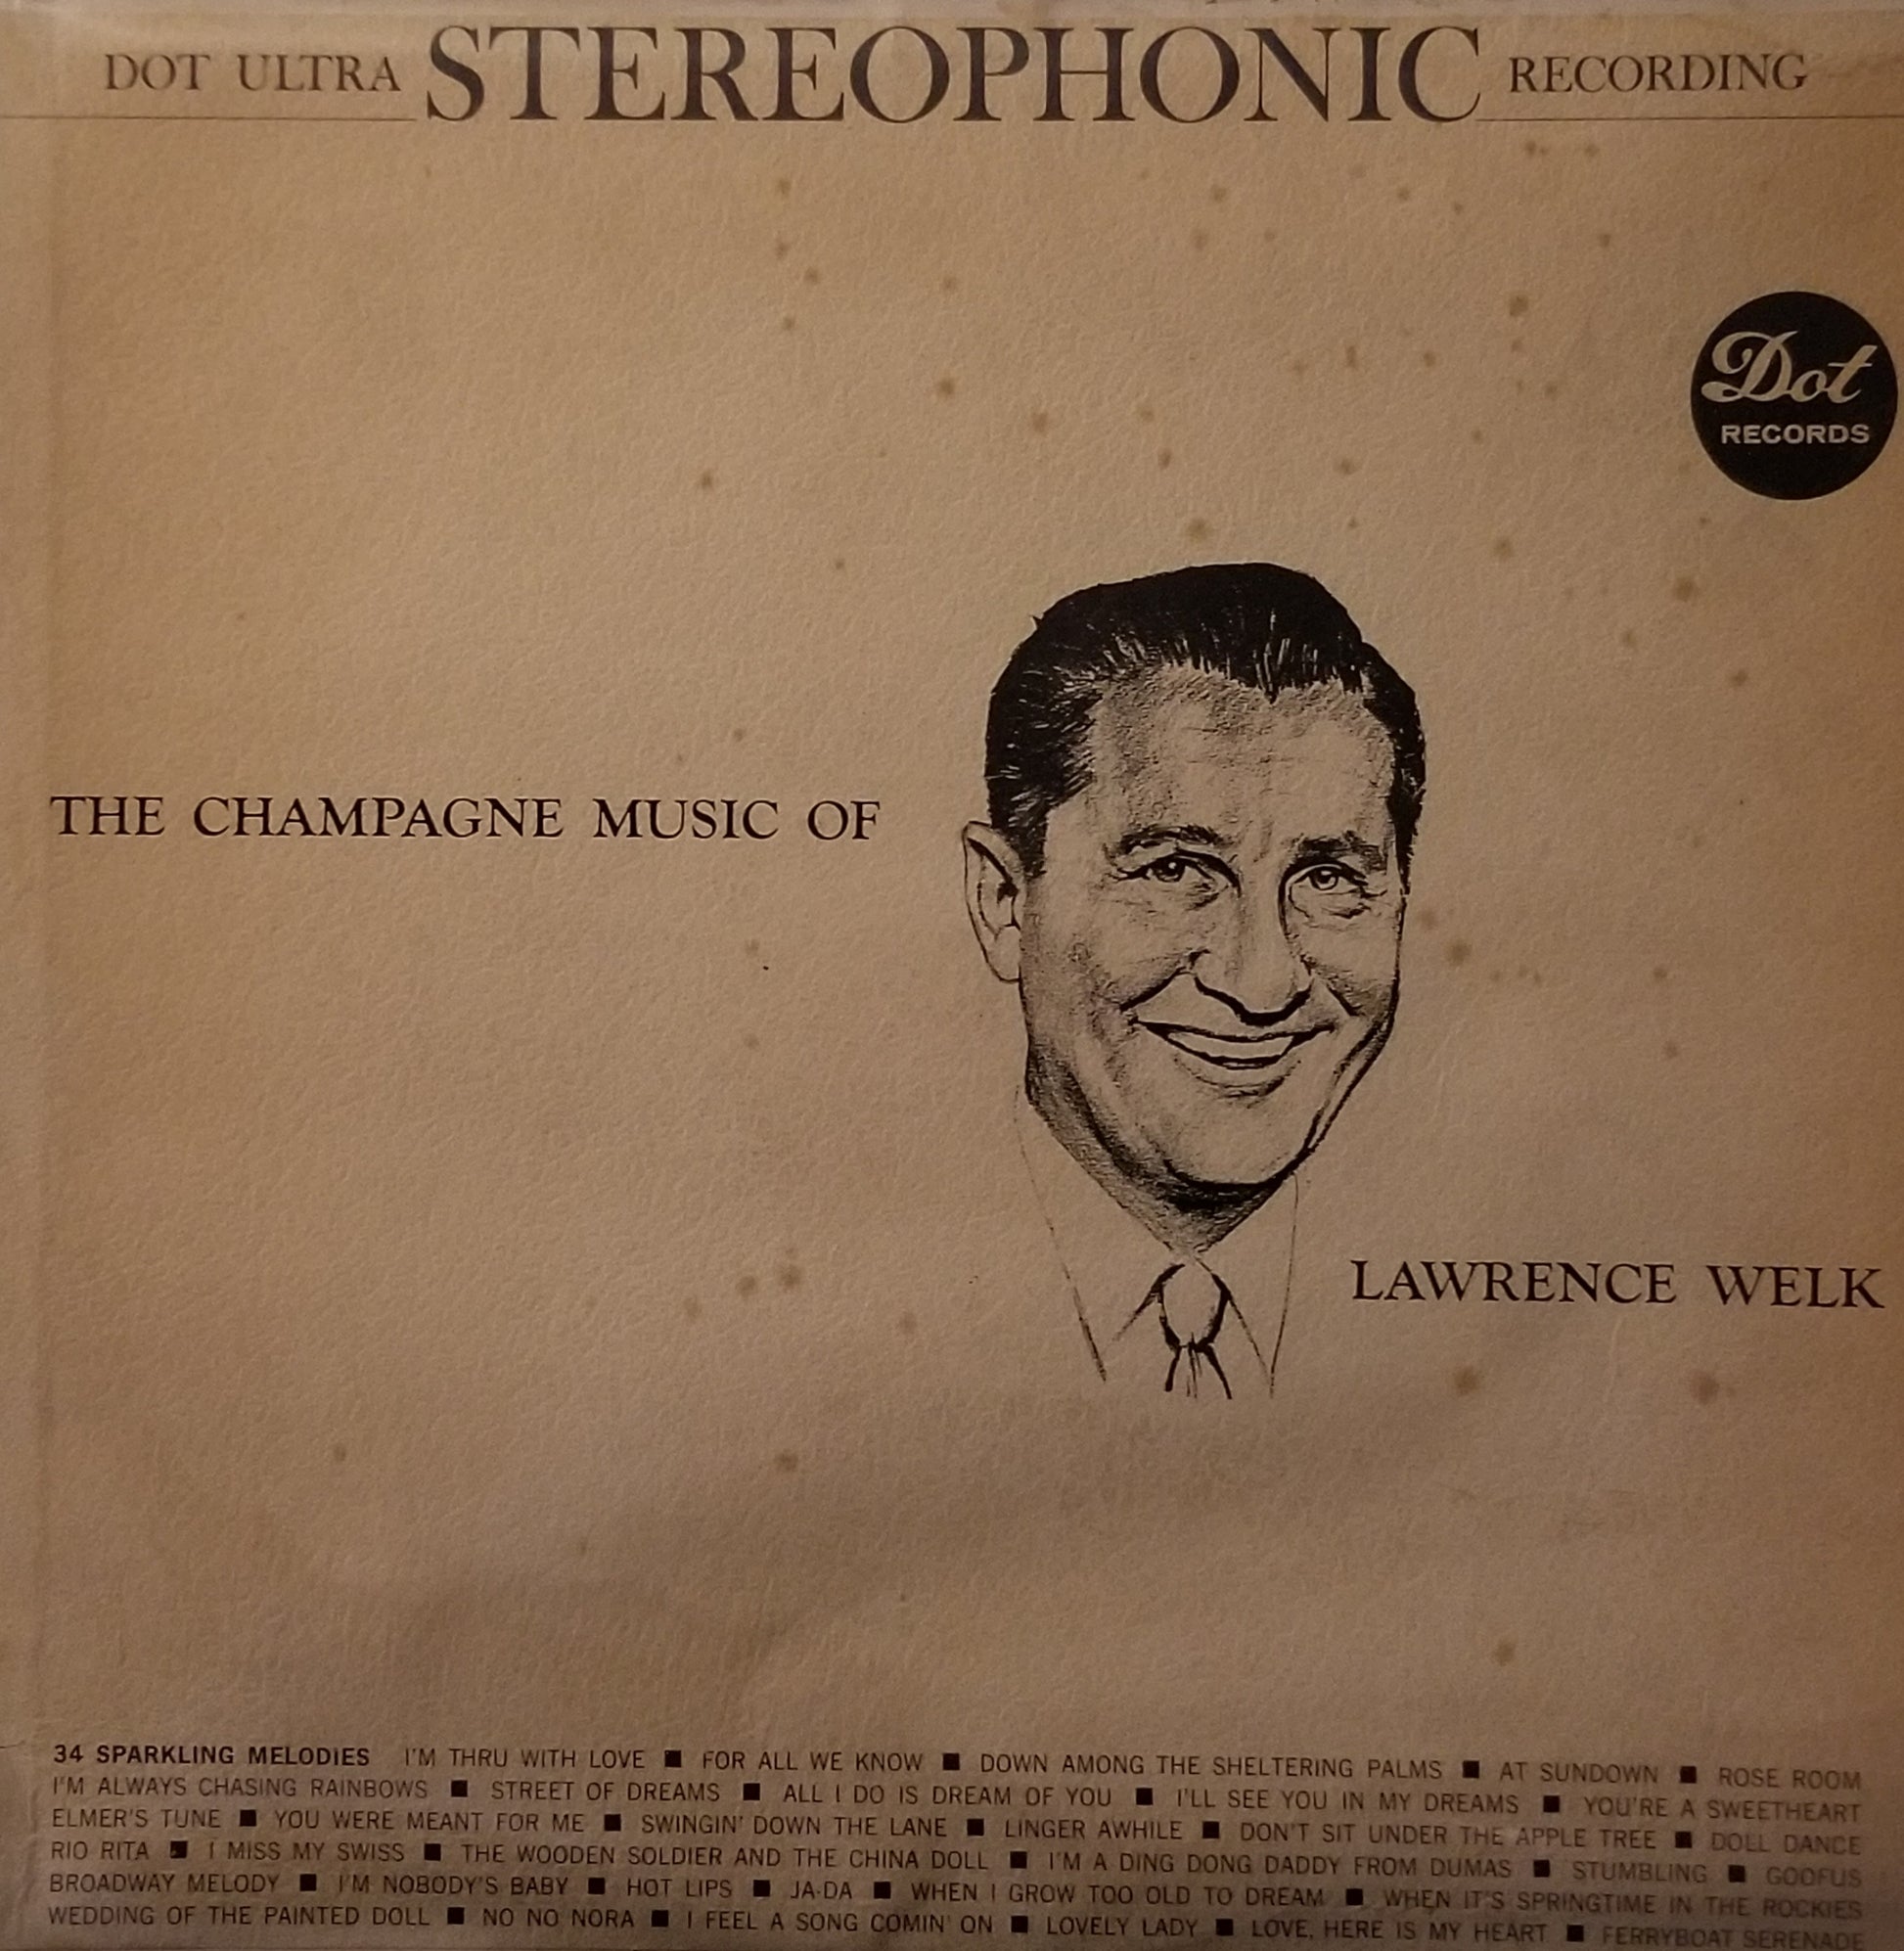 DOT ULTRA STEREOPHONIC RECORDING
Dot
RECORDS
THE CHAMPAGNE MUSIC OF
LAWRENCE WELK
34 SPARKLING MELODIES I'M THRU WITH LOVE ■ FOR ALL WE KNOW ■ DOWN AMONG THE SHELTERING PALMS ■ AT SUNDOWN ■ ROSE ROOM
I'M ALWAYS CHASING RAINBOWS ■ STREET OF DREAMS ■ ALL I DO IS DREAM OF YOU ■ I'LL SEE YOU IN MY DREAMS ■ YOU'RE A SWEETHEART
ELMER'S TUNE ■ YOU WERE MEANT FOR ME ■ SWINGIN' DOWN THE LANE ■ LINGER AWHILE ■ DON'T SIT UNDER THE APPLE TREE ■ DOLL DANCE
RIO RITA ■ I MISS MY SWISS ■ THE WOODEN SOLDIER AND THE CHINA DOLL ■ I'M A DING DONG DADDY FROM DUMAS ■ STUMBLING ■ GOOFUS
BROADWAY MELODY ■ I'M NOBODY'S BABY ■ HOT LIPS ■ JA-DA ■ WHEN I GROW TOO OLD TO DREAM ■ WHEN IT'S SPRINGTIME IN THE ROCKIES
WEDDING OF THE PAINTED DOLL ■ NO NO NORA ■ I FEEL A SONG COMIN' ON ■ LOVELY LADY ■ LOVE, HERE IS MY HEART ■ FERRYBOAT SERENADE